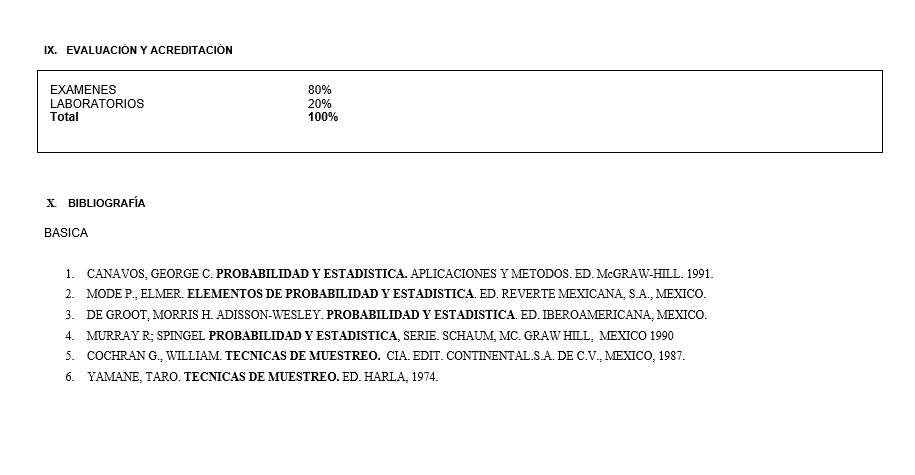 IX. EVALUACIÓN Y ACREDITACIÓN
EXAMENES 80%
LABORATORIOS 20%
Total 100%
X. BIBLIOGRAFÍA
BASICA
1. CANAVOS, GEORGE C. PROBABILIDAD Y ESTADISTICA. APLICACIONES Y METODOS. ED. McGRAW-HILL. 1991.
2. MODE P., ELMER. ELEMENTOS DE PROBABILIDAD Y ESTADISTICA. ED. REVERTE MEXICANA, S.A., MEXICO.
3. DE GROOT, MORRIS H. ADISSON-WESLEY. PROBABILIDAD Y ESTADISTICA. ED. IBEROAMERICANA, MEXICO.
4. MURRAY R; SPINGEL PROBABILIDAD Y ESTADISTICA, SERIE. SCHAUM, MC. GRAW HILL, MEXICO 1990
5. COCHRAN G., WILLIAM. TECNICAS DE MUESTREO. CIA. EDIT. CONTINENTAL.S.A. DE C.V., MEXICO, 1987.
6. YAMANE, TARO. TECNICAS DE MUESTREO. ED. HARLA, 1974.